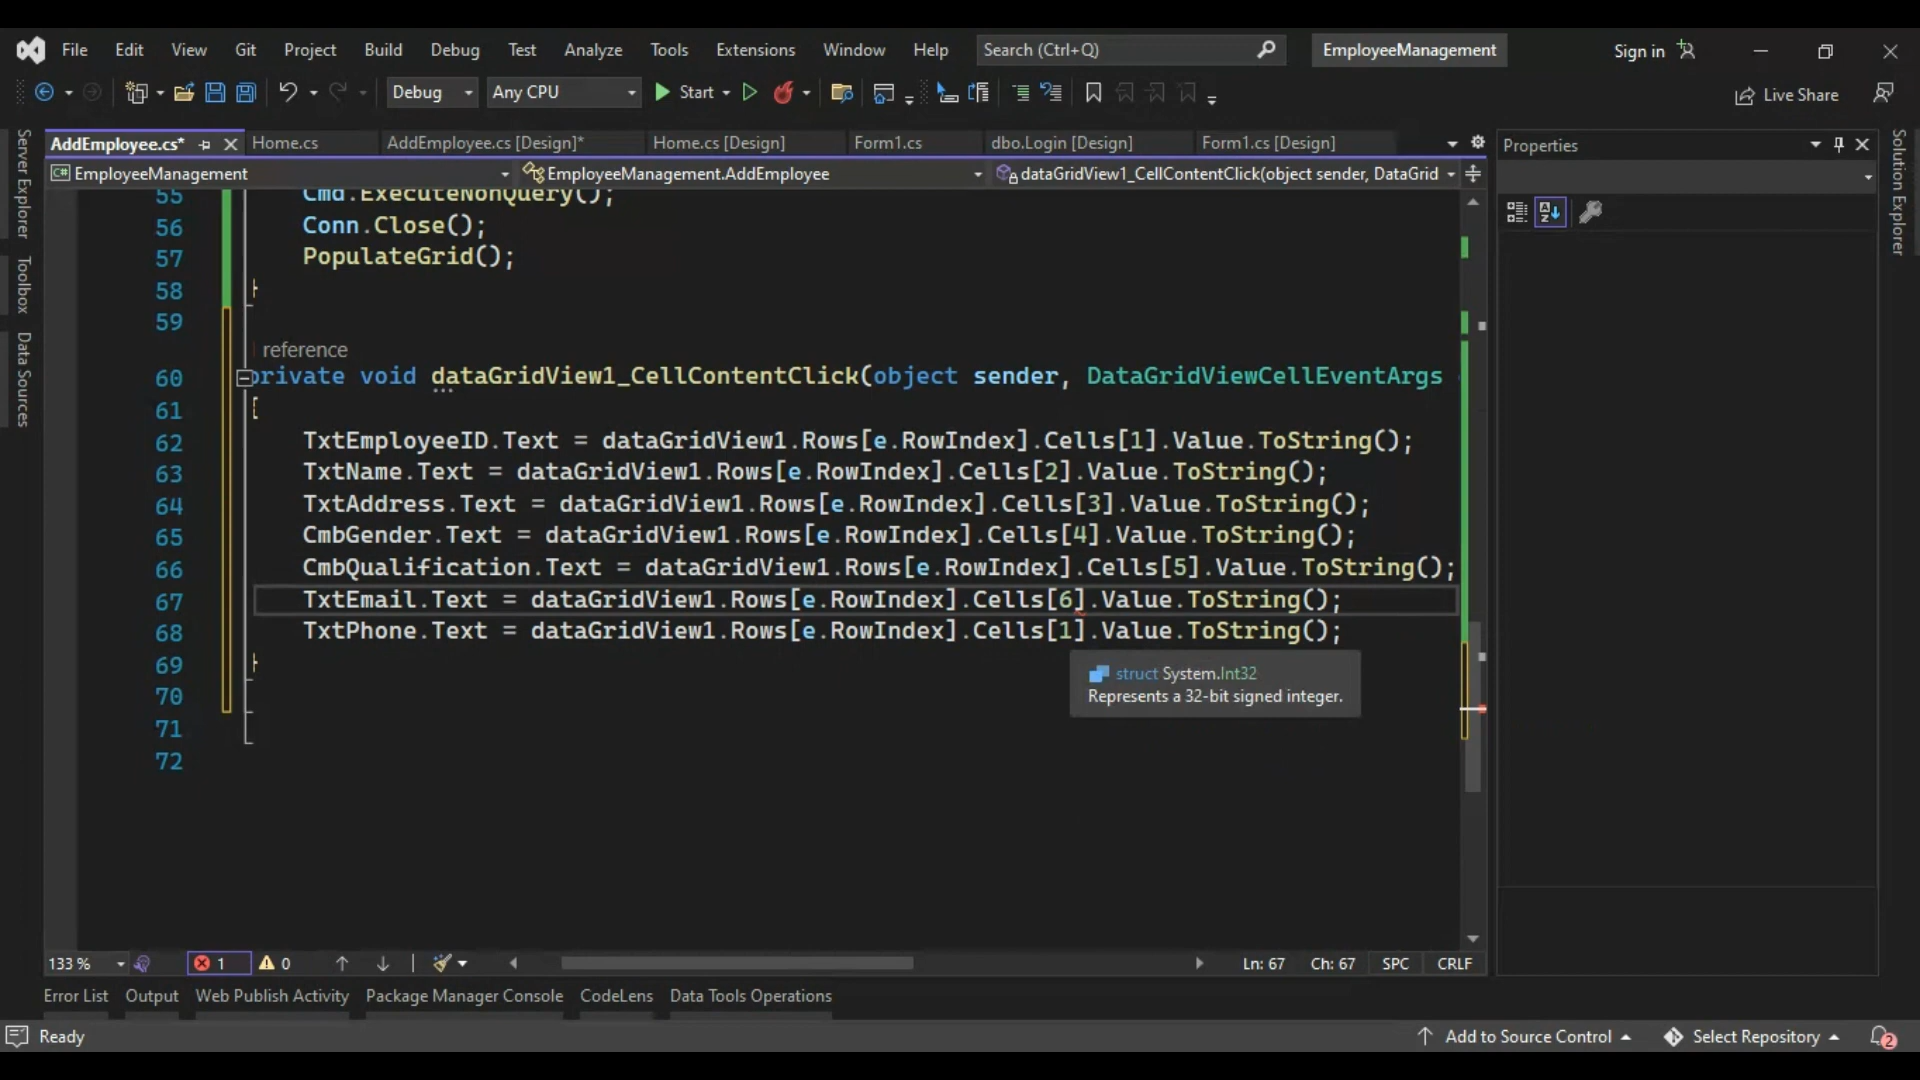 File Edit View Git Project Build Debug Test Analyze Tools Extensions Window Help Search (Ctrl+Q) EmployeeManagement Sign in
Debug Any CPU Start Live Share
AddEmployee.cs* Home.cs AddEmployee.cs [Design]* Home.cs [Design] Form1.cs dbo.Login [Design] Form1.cs [Design]
Properties
EmployeeManagement EmployeeManagement.AddEmployee dataGridView1_CellContentClick(object sender, DataGrid
Server Explorer
Toolbox
Data Sources
Solution Explorer
55 Cmd.ExecuteNonQuery();
56 Conn.Close();
57 PopulateGrid();
58 }
59
reference
60 private void dataGridView1_CellContentClick(object sender, DataGridViewCellEventArgs
61 {
62 TxtEmployeeID.Text = dataGridView1.Rows[e.RowIndex].Cells[1].Value.ToString();
63 TxtName.Text = dataGridView1.Rows[e.RowIndex].Cells[2].Value.ToString();
64 TxtAddress.Text = dataGridView1.Rows[e.RowIndex].Cells[3].Value.ToString();
65 CmbGender.Text = dataGridView1.Rows[e.RowIndex].Cells[4].Value.ToString();
66 CmbQualification.Text = dataGridView1.Rows[e.RowIndex].Cells[5].Value.ToString();
67 TxtEmail.Text = dataGridView1.Rows[e.RowIndex].Cells[6].Value.ToString();
68 TxtPhone.Text = dataGridView1.Rows[e.RowIndex].Cells[1].Value.ToString();
69 }
70
71
72
struct System.Int32
Represents a 32-bit signed integer.
133 % 1 0 Ln: 67 Ch: 67 SPC CRLF
Error List Output Web Publish Activity Package Manager Console CodeLens Data Tools Operations
Ready Add to Source Control Select Repository 2